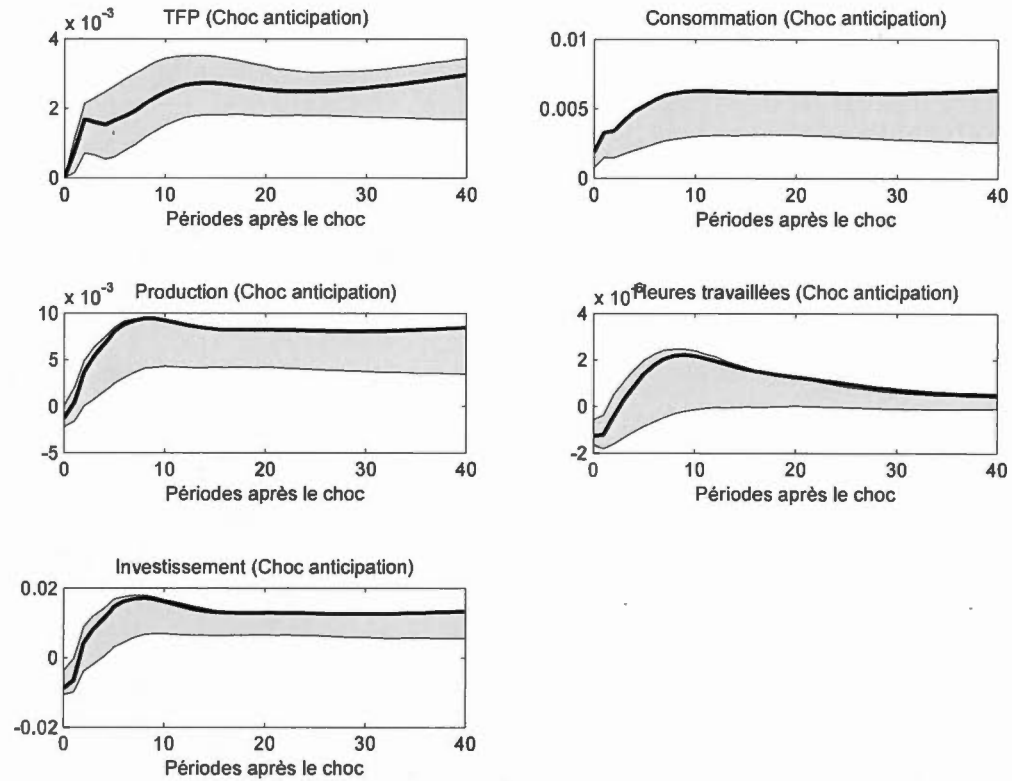 x 10⁻³ TFP (Choc anticipation)
4
2
0
0 10 20 30 40
Périodes après le choc
Consommation (Choc anticipation)
0.01
0.005
0
0 10 20 30 40
Périodes après le choc
x 10⁻³ Production (Choc anticipation)
10
5
0
-5
0 10 20 30 40
Périodes après le choc
Heures travaillées (Choc anticipation)
4
2
0
-2
0 10 20 30 40
Périodes après le choc
Investissement (Choc anticipation)
0.02
0
-0.02
0 10 20 30 40
Périodes après le choc